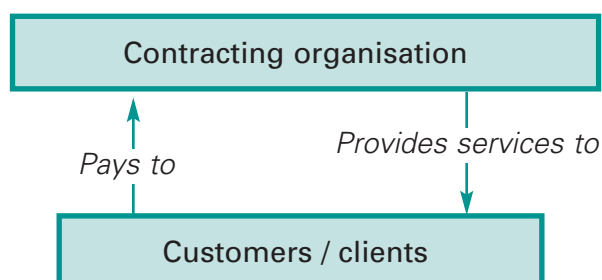 Contracting organisation
Provides services to
Pays to
Customers / clients